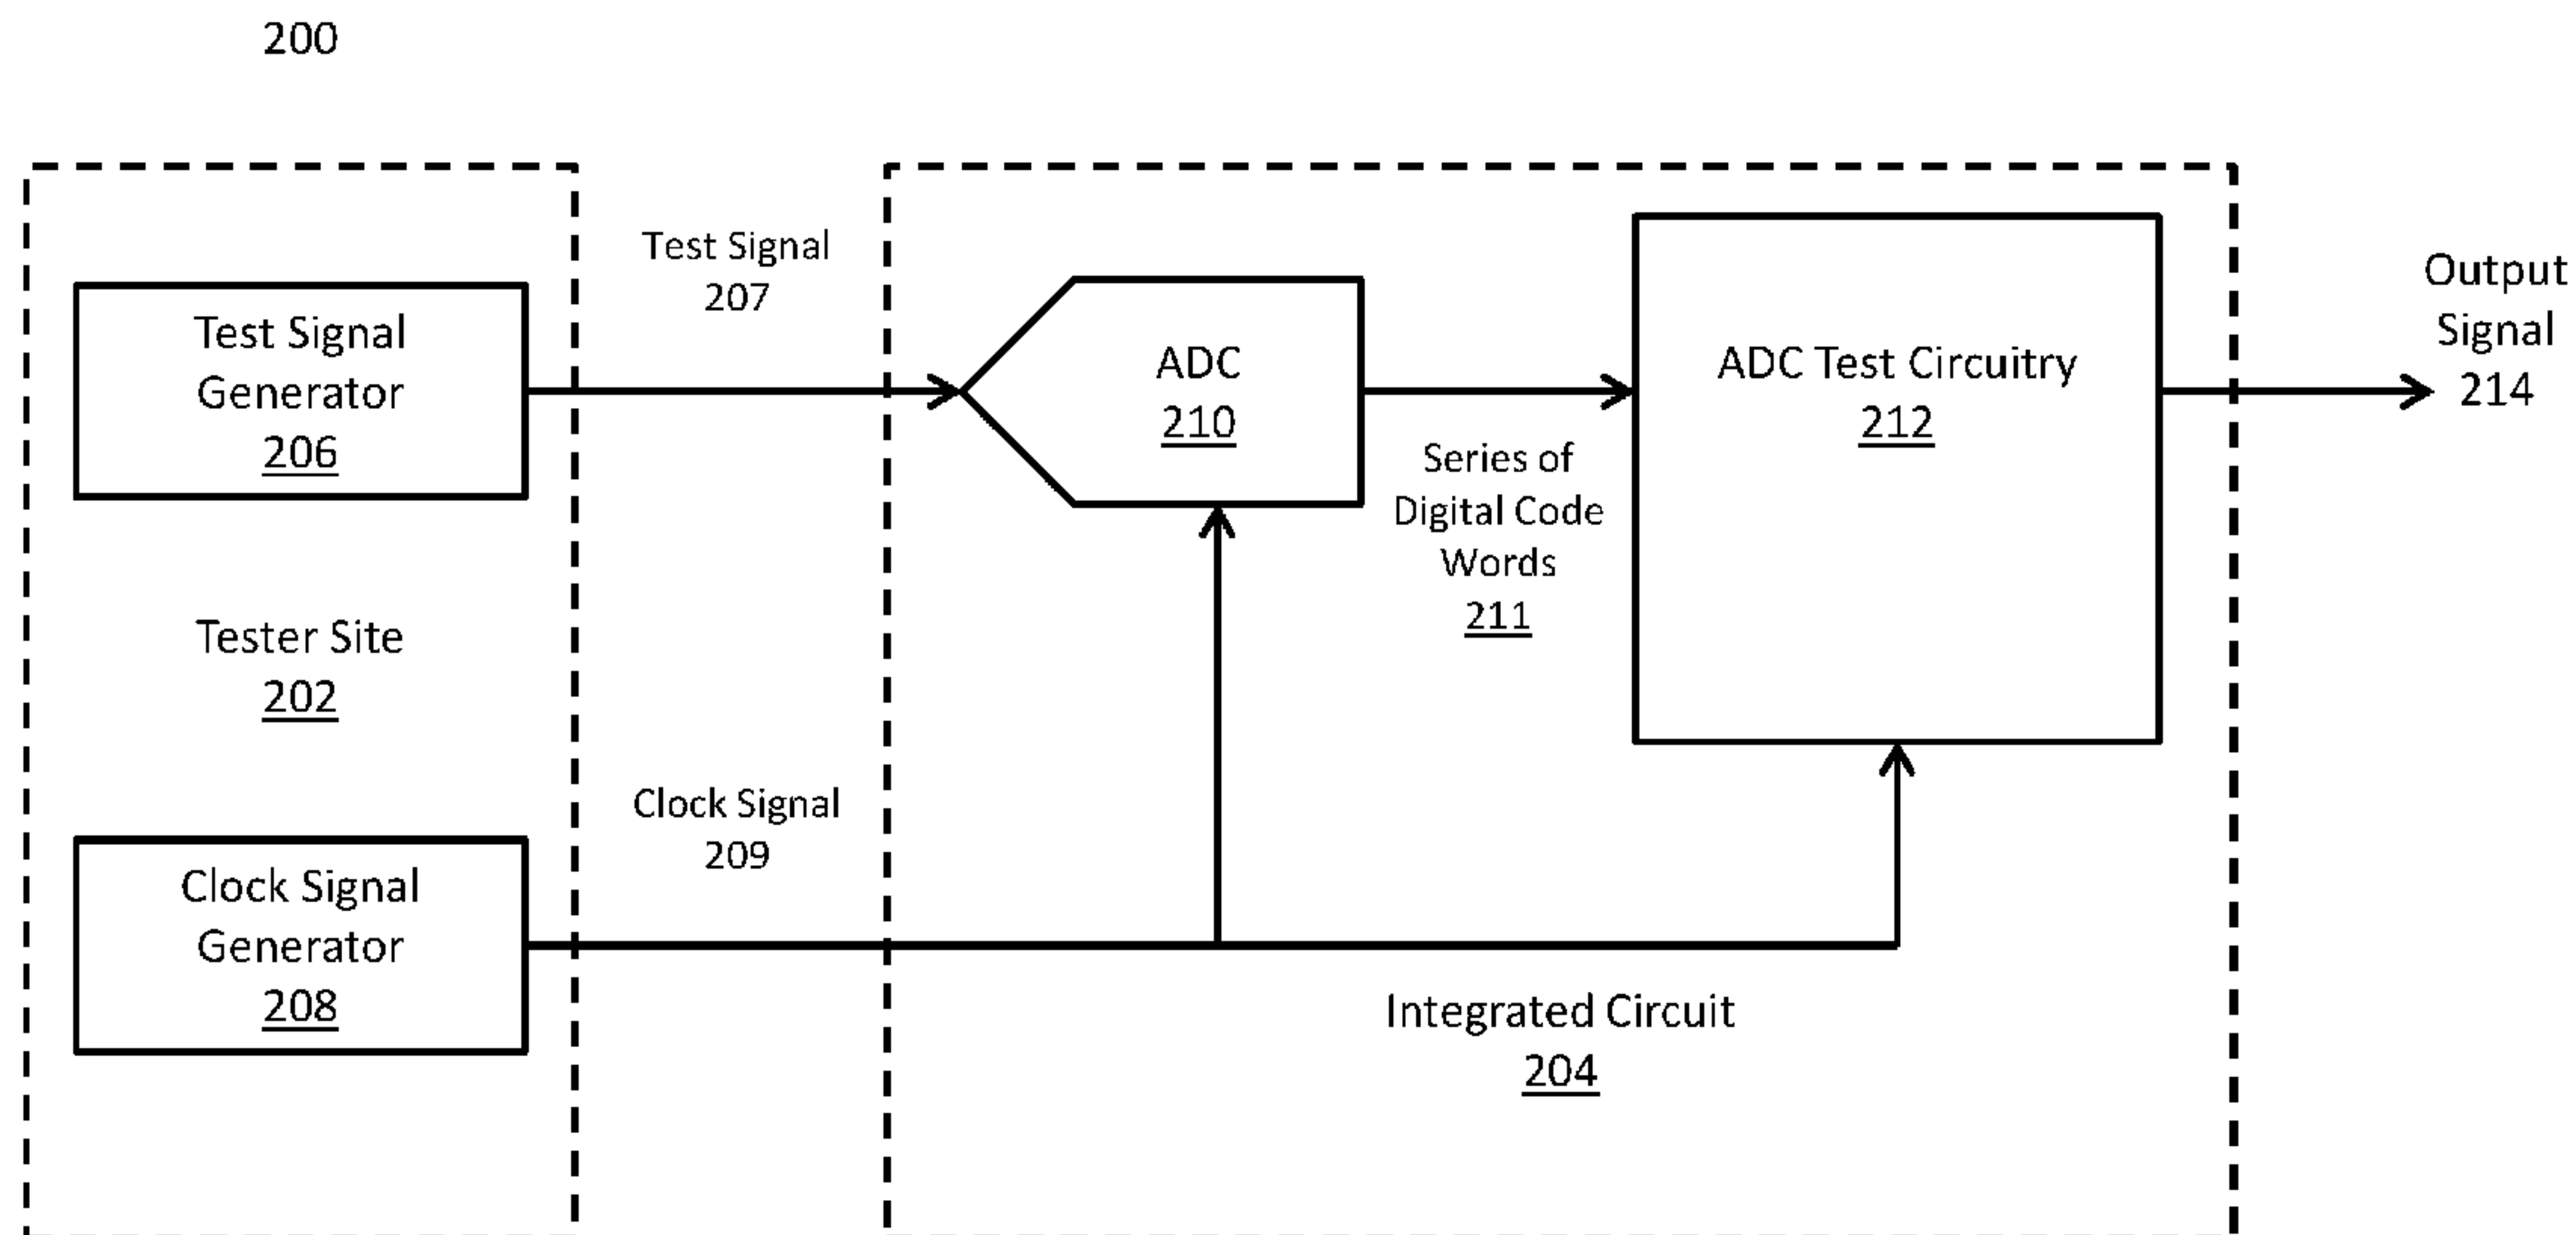 200
Test Signal
207
Test Signal
Generator
206
Tester Site
202
Clock Signal
209
Clock Signal
Generator
208
ADC
210
Series of
Digital Code
Words
211
ADC Test Circuitry
212
Output
Signal
214
Integrated Circuit
204